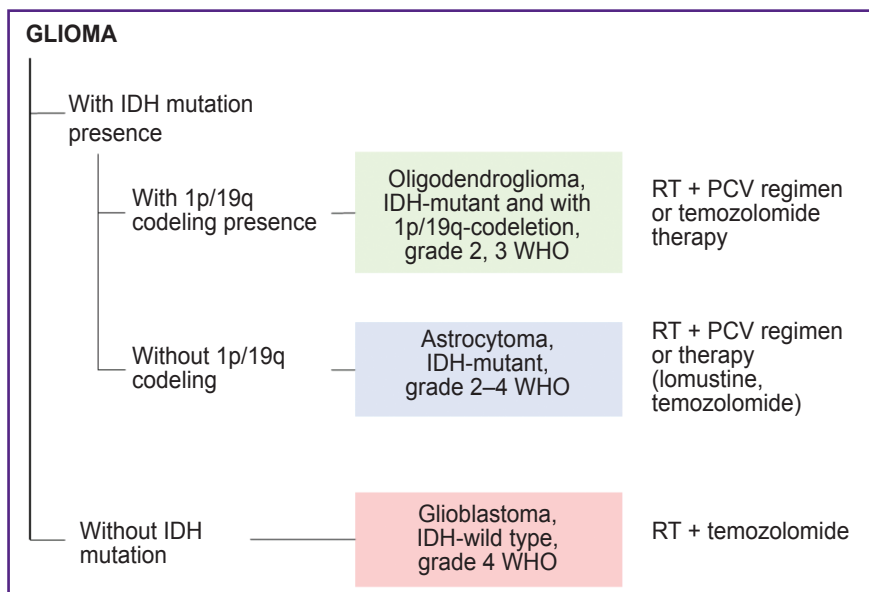 GLIOMA
With IDH mutation
presence
With 1p/19q
codeling presence
Oligodendroglioma,
IDH-mutant and with
1p/19q-codeletion,
grade 2, 3 WHO
RT + PCV regimen
or temozolomide
therapy
Without 1p/19q
codeling
Astrocytoma,
IDH-mutant,
grade 2–4 WHO
RT + PCV regimen
or therapy
(lomustine,
temozolomide)
Without IDH
mutation
Glioblastoma,
IDH-wild type,
grade 4 WHO
RT + temozolomide